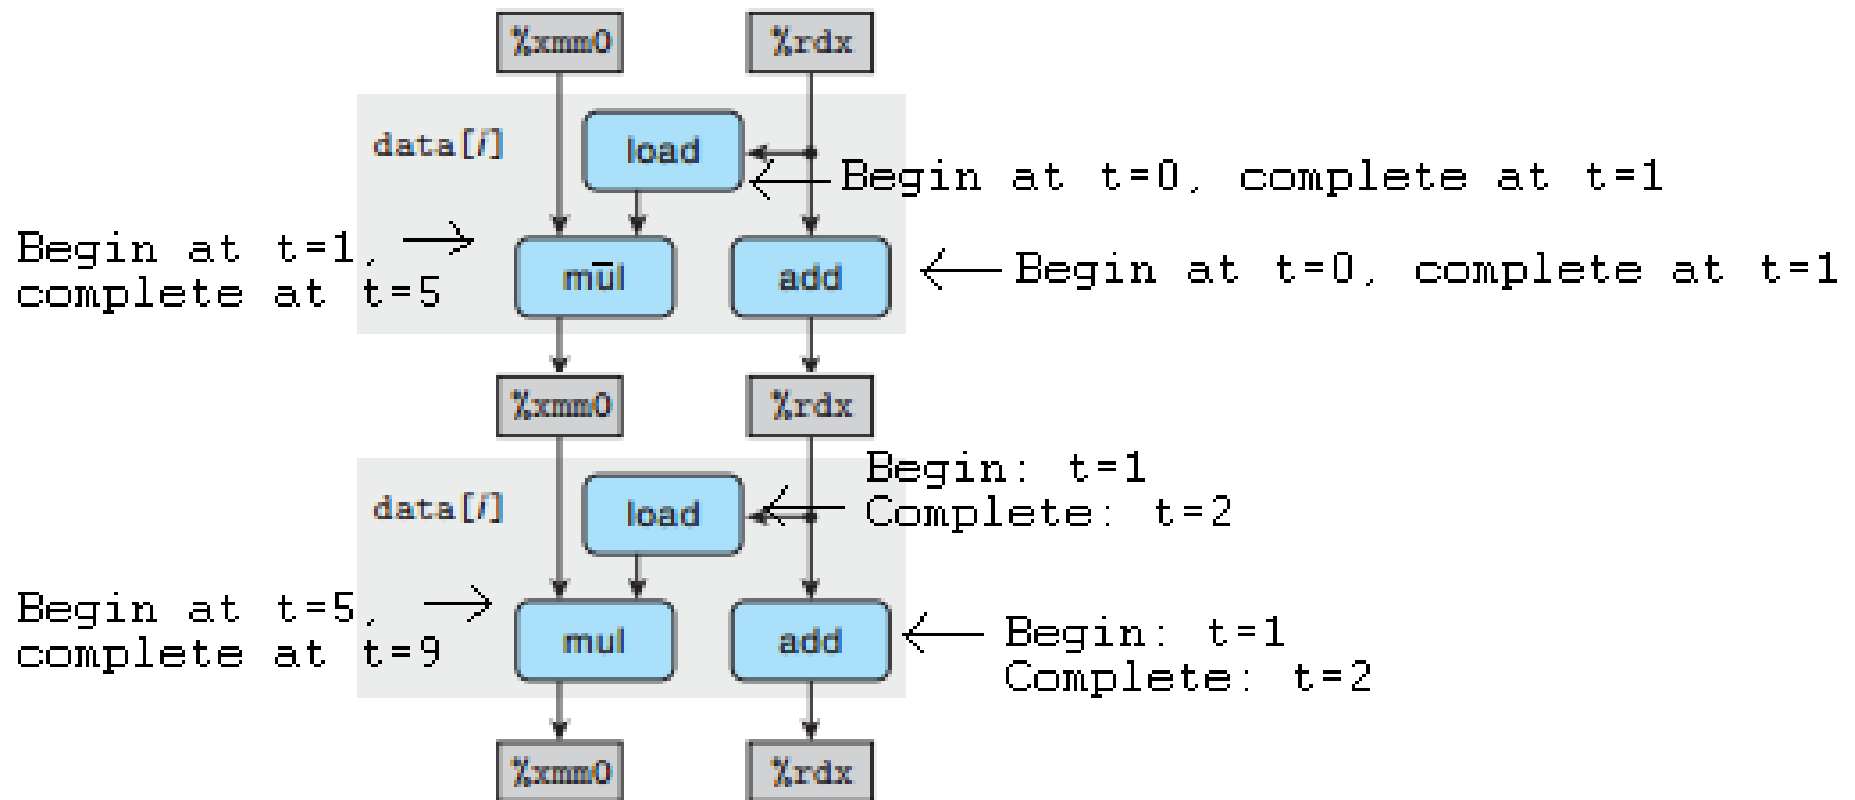 %xmm0 %rdx
load
data[i]
Begin at t=0, complete at t=1
Begin at t=1,
complete at t=5
mul
add
Begin at t=0, complete at t=1
%xmm0 %rdx
Begin: t=1
Complete: t=2
load
data[i]
Begin at t=5,
complete at t=9
mul
add
Begin: t=1
Complete: t=2
%xmm0 %rdx